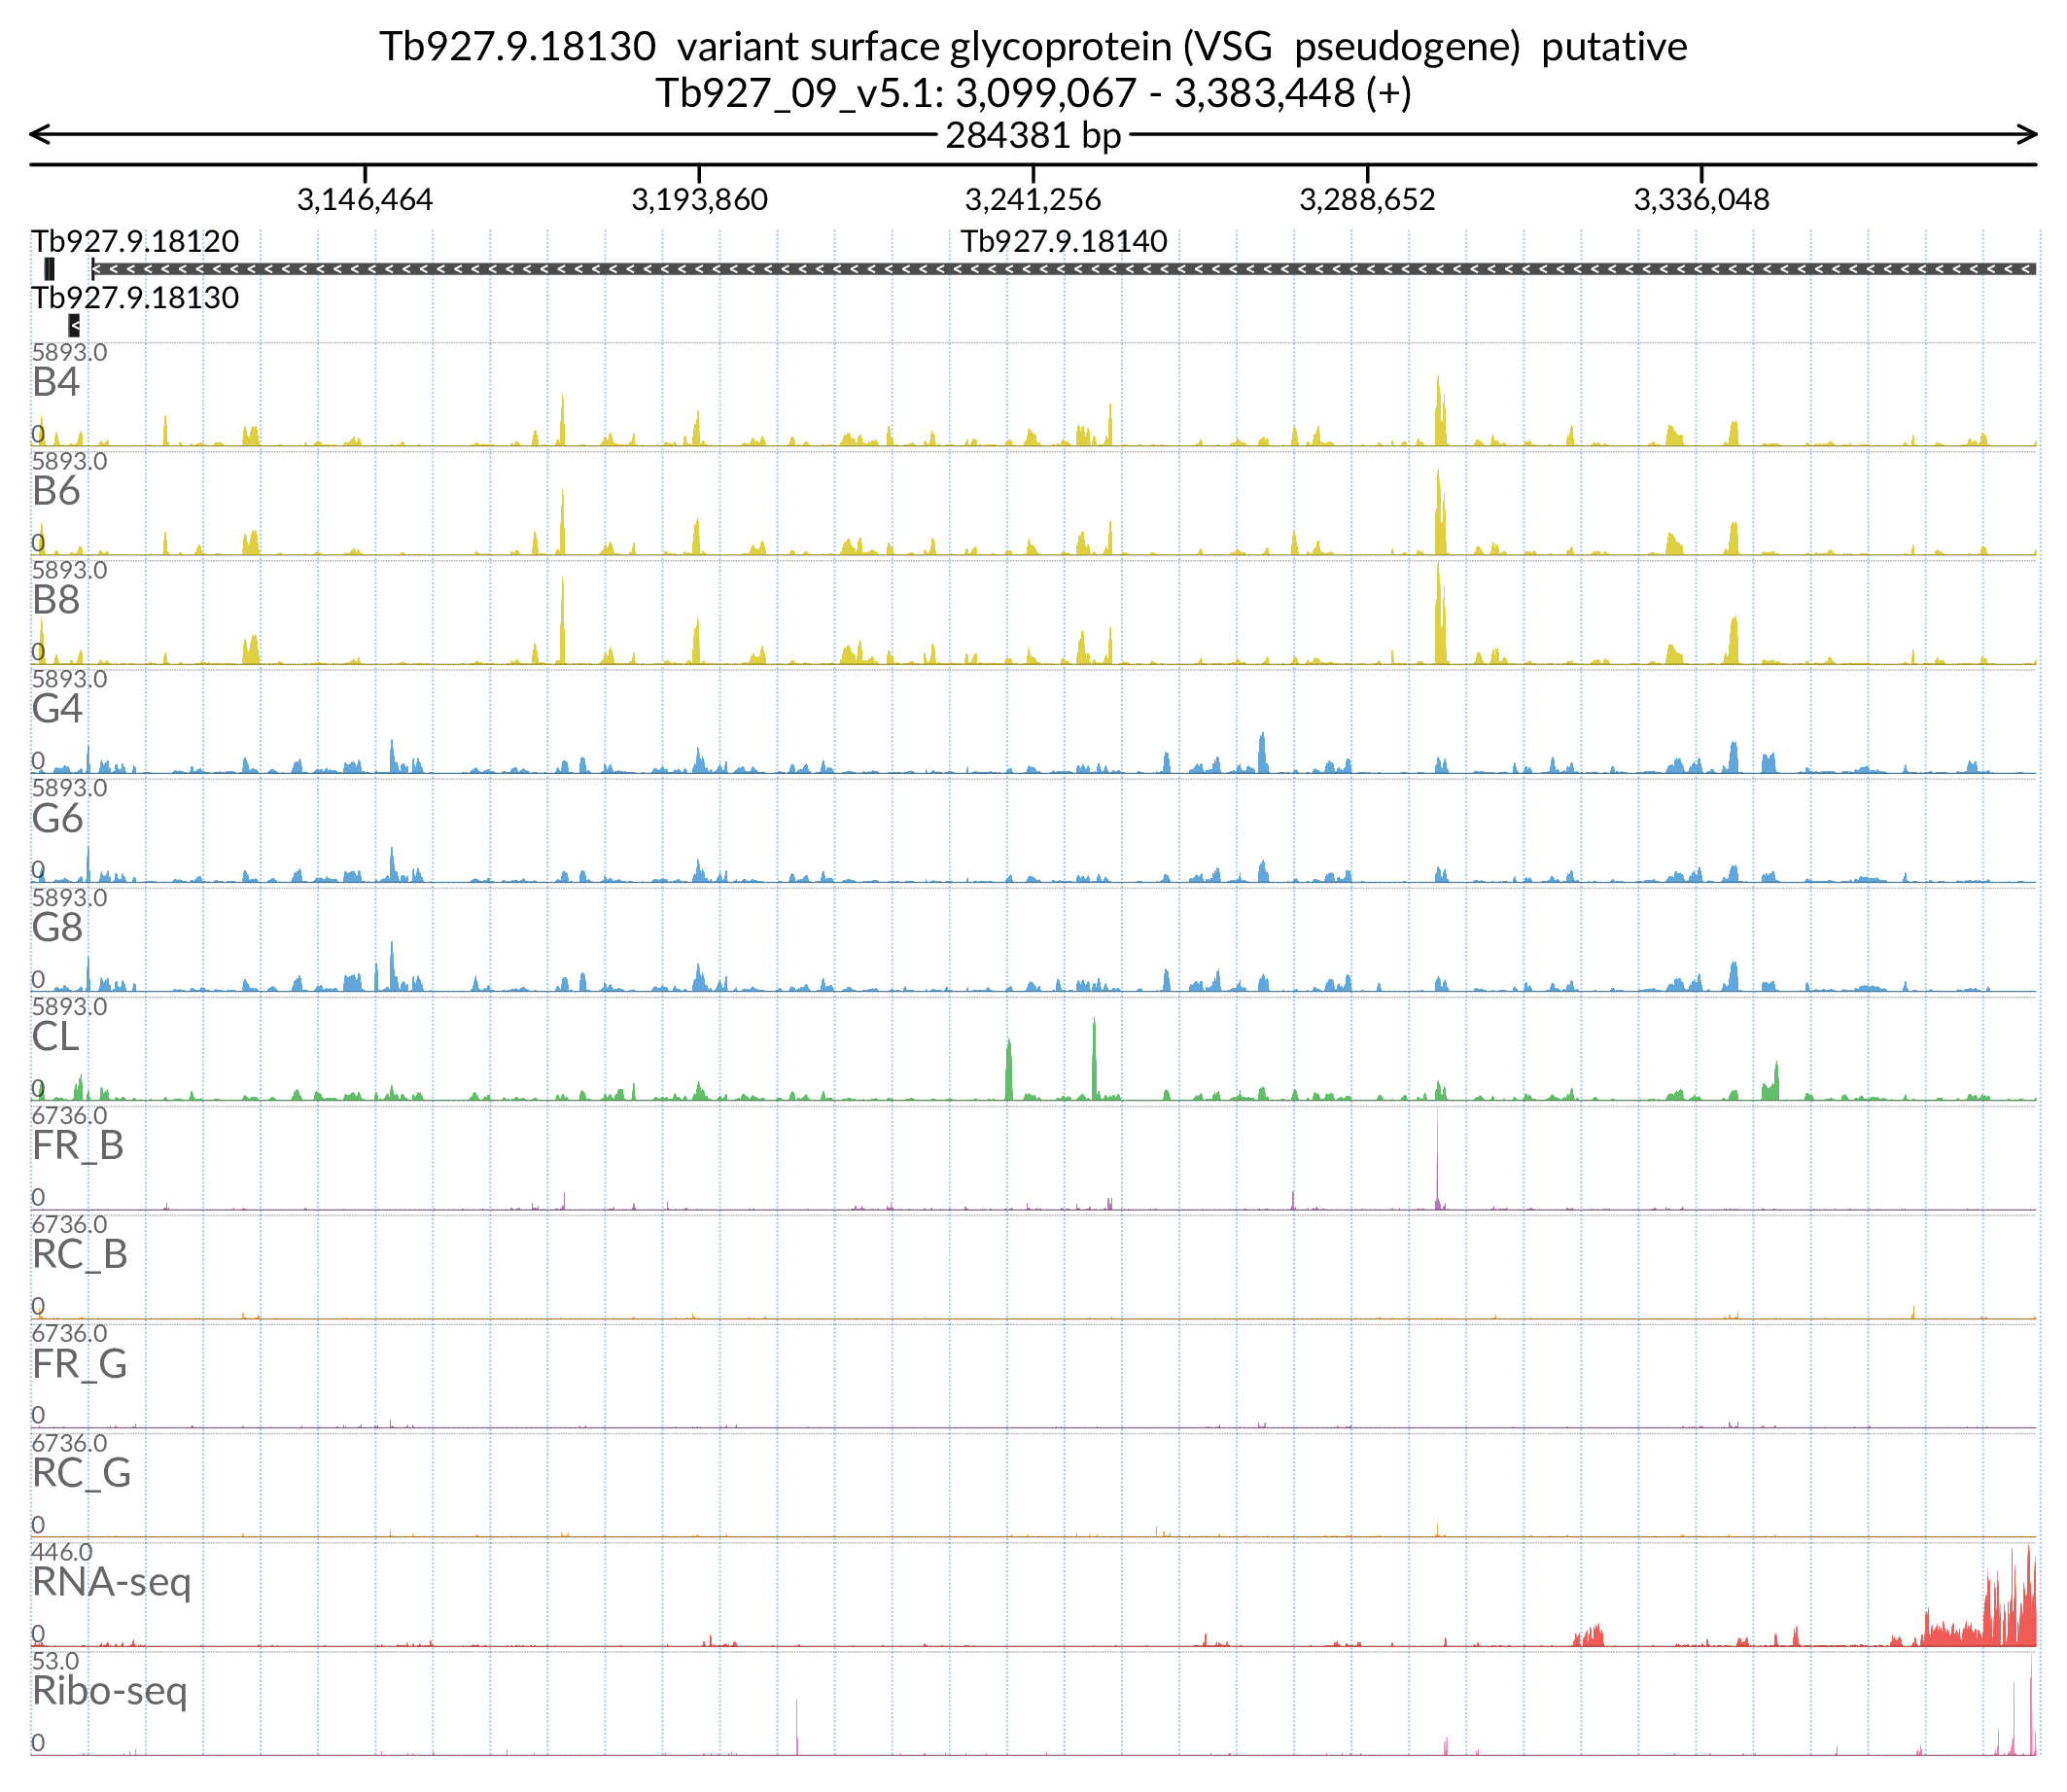 Tb927.9.18130  variant surface glycoprotein (VSG  pseudogene)  putative
Tb927_09_v5.1: 3,099,067 - 3,383,448 (+)
284381 bp
3,146,464 3,193,860 3,241,256 3,288,652 3,336,048
Tb927.9.18120 Tb927.9.18140
Tb927.9.18130
5893.0
B4
0
5893.0
B6
0
5893.0
B8
0
5893.0
G4
0
5893.0
G6
0
5893.0
G8
0
5893.0
CL
0
6736.0
FR_B
0
6736.0
RC_B
0
6736.0
FR_G
0
6736.0
RC_G
0
446.0
RNA-seq
0
53.0
Ribo-seq
0